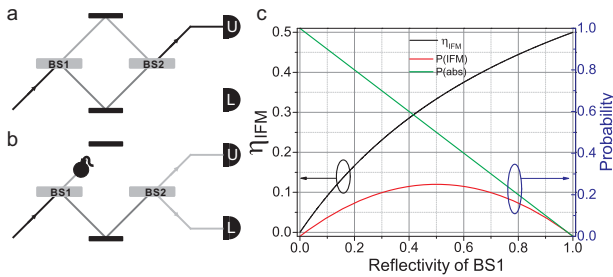 a
BS1
BS2
U
L
b
BS1
BS2
U
L
c
η_IFM
P(IFM)
P(abs)
0.5
0.4
0.3
0.2
0.1
0.0
η_IFM
0.0
0.2
0.4
0.6
0.8
1.0
Reflectivity of BS1
1.0
0.8
0.6
0.4
0.2
0.0
Probability